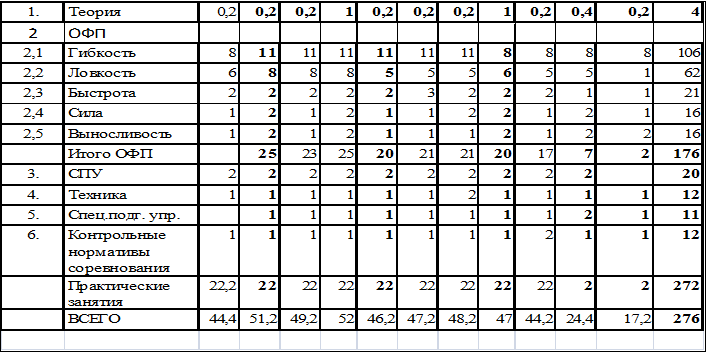 1. Теория 0,2 0,2 0,2 1 0,2 0,2 0,2 1 0,2 0,4 0,2 4
2 ОФП
2,1 Гибкость 8 11 11 11 11 11 11 8 8 8 8 106
2,2 Ловкость 6 8 8 8 5 5 5 6 5 5 1 62
2,3 Быстрота 2 2 2 2 2 3 2 2 2 1 1 21
2,4 Сила 1 2 1 2 1 1 2 2 1 2 1 16
2,5 Выносливость 1 2 1 2 1 1 1 2 1 2 2 16
Итого ОФП 25 23 25 20 21 21 20 17 7 2 176
3. СПУ 2 2 2 2 2 2 2 2 2 2 20
4. Техника 1 1 1 1 1 1 2 1 1 1 1 12
5. Спец.подг. упр. 1 1 1 1 1 1 1 1 2 1 11
6. Контрольные 1 1 1 1 1 1 1 1 2 1 1 12
нормативы
соревнования
Практические 22,2 22 22 22 22 22 22 22 22 2 2 272
занятия
ВСЕГО 44,4 51,2 49,2 52 46,2 47,2 48,2 47 44,2 24,4 17,2 276